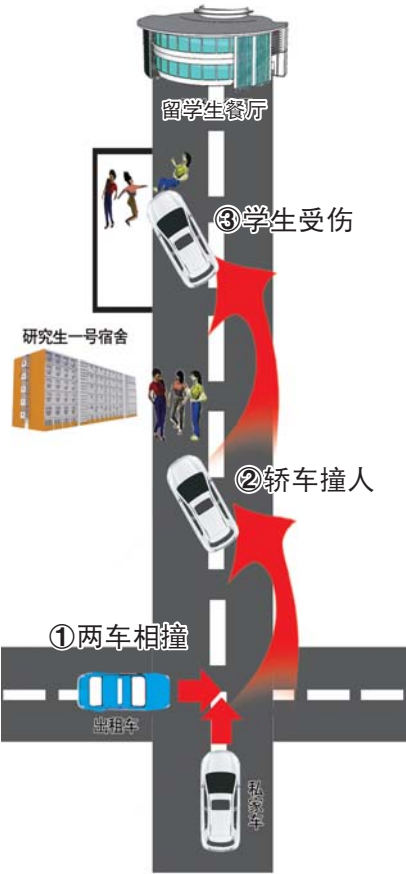 留学生餐厅
③学生受伤
研究生一号宿舍
②轿车撞人
①两车相撞
出租车
私家车